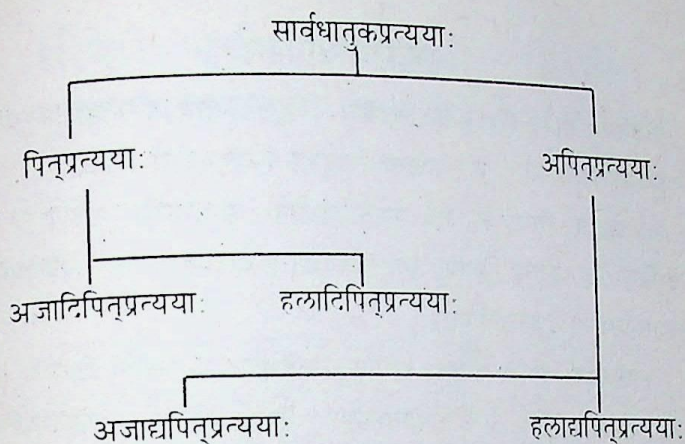 सार्वधातुकप्रत्यया:
पित्प्रत्यया: अपित्प्रत्यया:
अजादिपित्प्रत्यया: हलादिपित्प्रत्यया:
अजाद्यपित्प्रत्यया: हलाद्यपित्प्रत्यया: